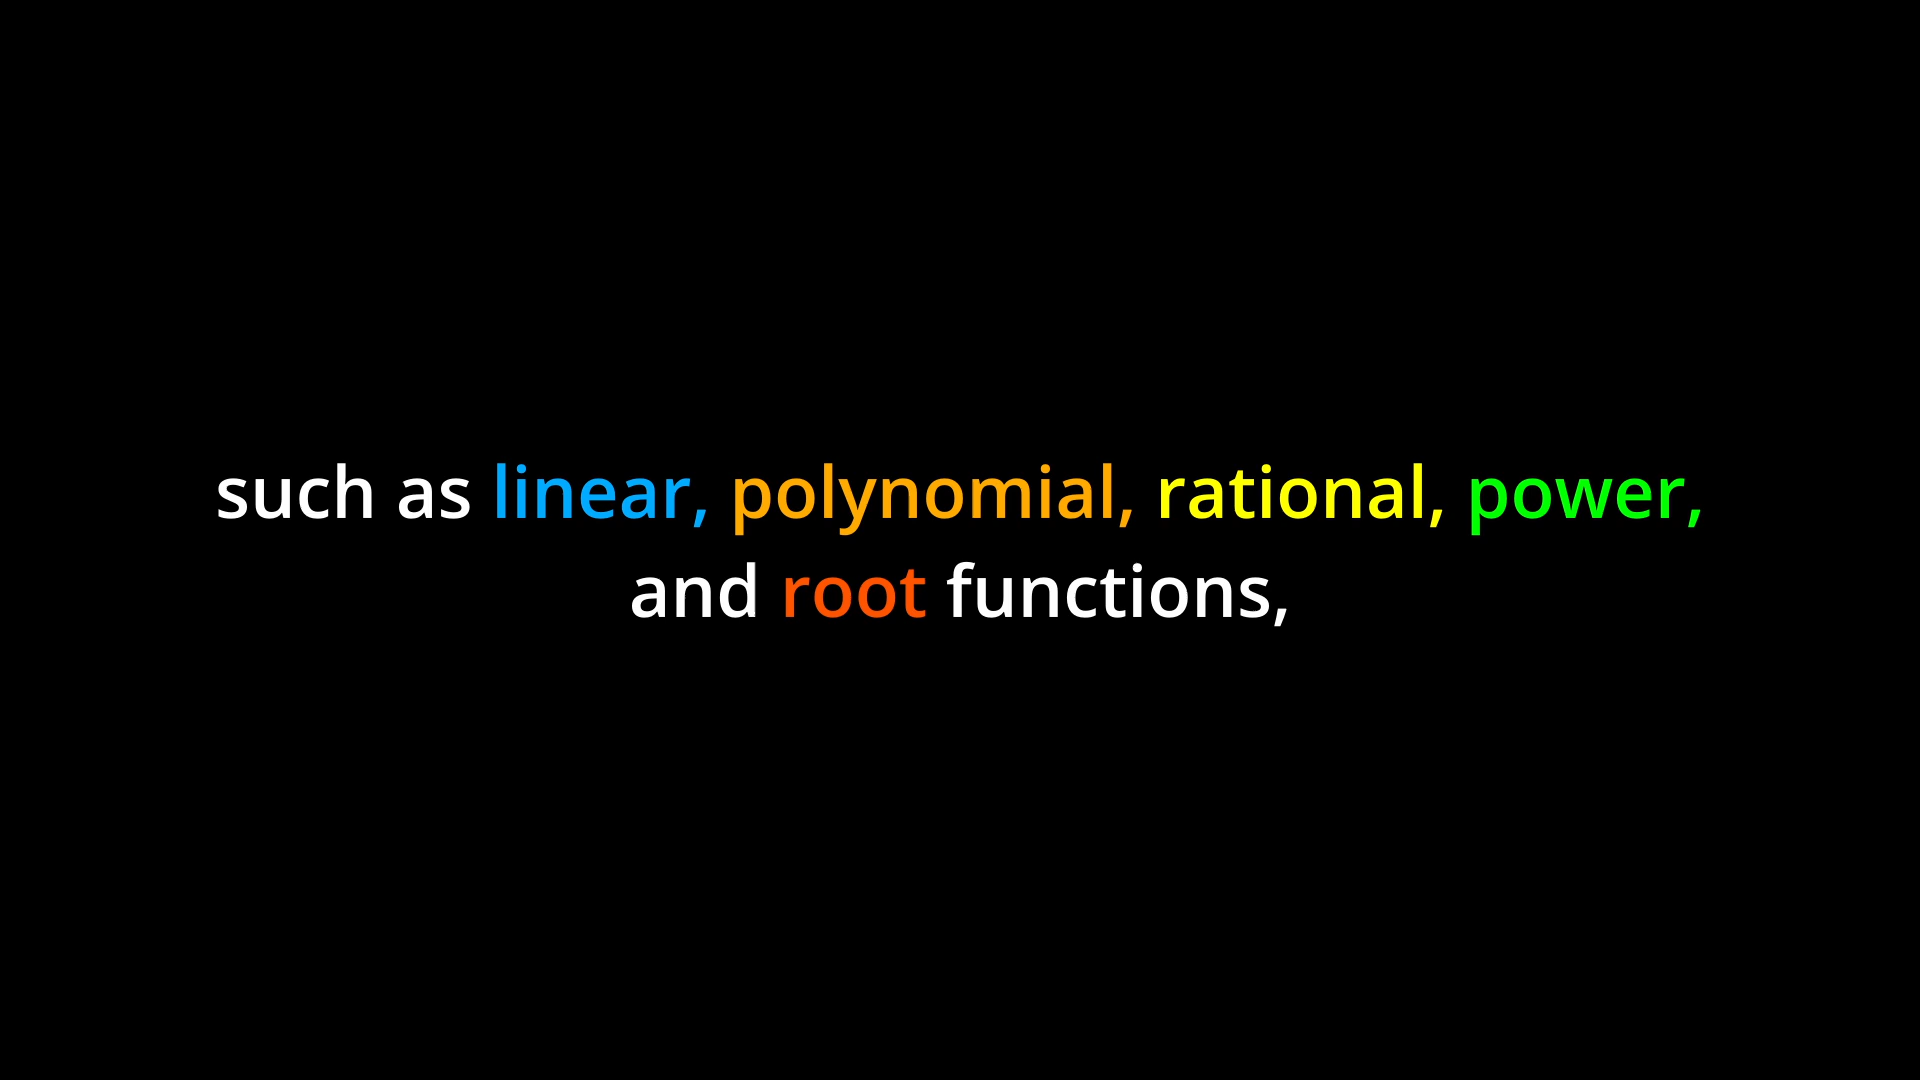 such as linear, polynomial, rational, power,
and root functions,